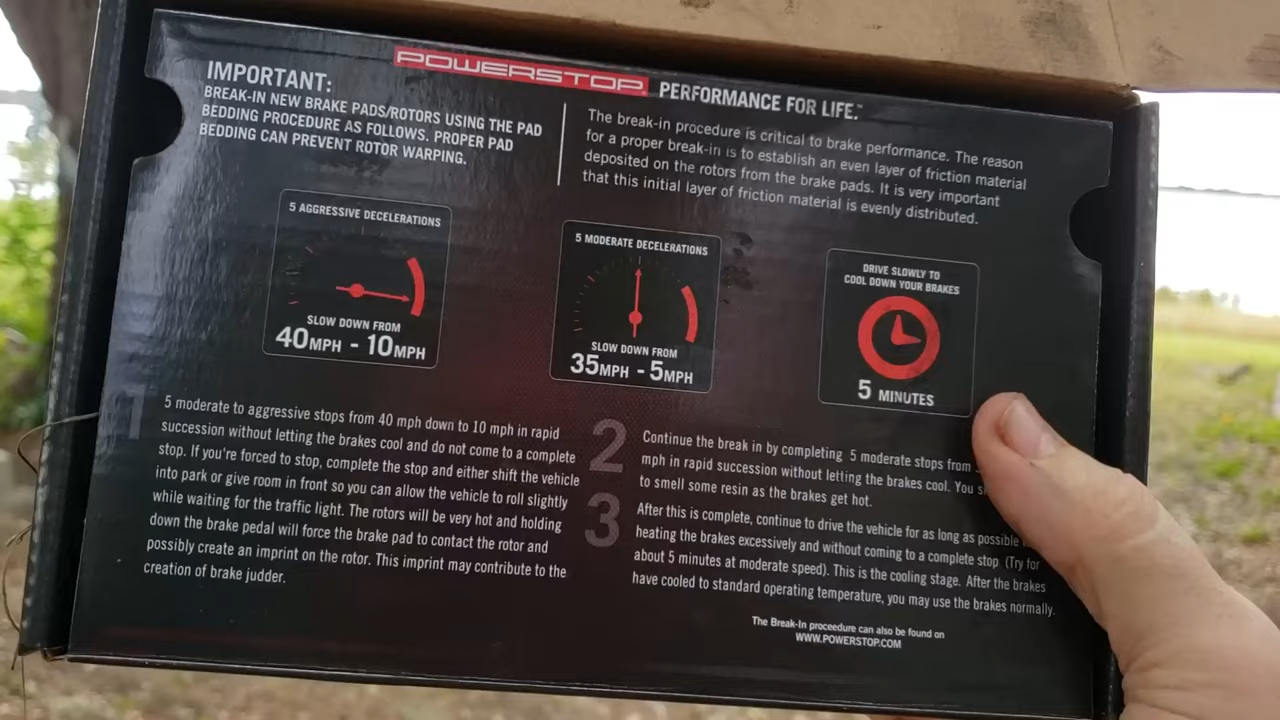 POWERSTOP
PERFORMANCE FOR LIFE.™
IMPORTANT:
BREAK-IN NEW BRAKE PADS/ROTORS USING THE PAD
BEDDING PROCEDURE AS FOLLOWS. PROPER PAD
BEDDING CAN PREVENT ROTOR WARPING.
The break-in procedure is critical to brake performance. The reason
for a proper break-in is to establish an even layer of friction material
deposited on the rotors from the brake pads. It is very important
that this initial layer of friction material is evenly distributed.
5 AGGRESSIVE DECELERATIONS
SLOW DOWN FROM
40MPH - 10MPH
5 MODERATE DECELERATIONS
SLOW DOWN FROM
35MPH - 5MPH
DRIVE SLOWLY TO
COOL DOWN YOUR BRAKES
5 MINUTES
1
5 moderate to aggressive stops from 40 mph down to 10 mph in rapid
succession without letting the brakes cool and do not come to a complete
stop. If you're forced to stop, complete the stop and either shift the vehicle
into park or give room in front so you can allow the vehicle to roll slightly
while waiting for the traffic light. The rotors will be very hot and holding
down the brake pedal will force the brake pad to contact the rotor and
possibly create an imprint on the rotor. This imprint may contribute to the
creation of brake judder.
2
Continue the break in by completing 5 moderate stops from
mph in rapid succession without letting the brakes cool. You
to smell some resin as the brakes get hot.
3
After this is complete, continue to drive the vehicle for as long as possible
heating the brakes excessively and without coming to a complete stop (Try for
about 5 minutes at moderate speed). This is the cooling stage. After the brakes
have cooled to standard operating temperature, you may use the brakes normally.
The Break-In proceedure can also be found on
WWW.POWERSTOP.COM